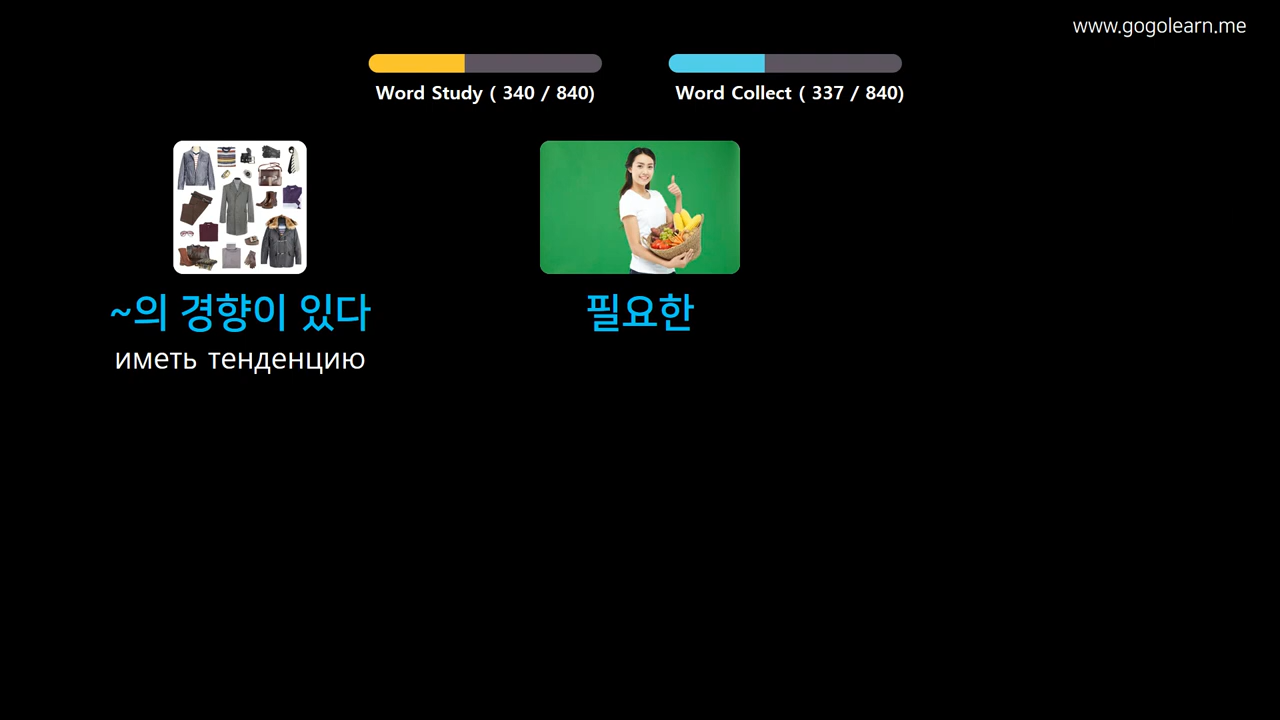 www.gogolearn.me
Word Study ( 340 / 840)
Word Collect ( 337 / 840)
~의 경향이 있다
иметь тенденцию
필요한